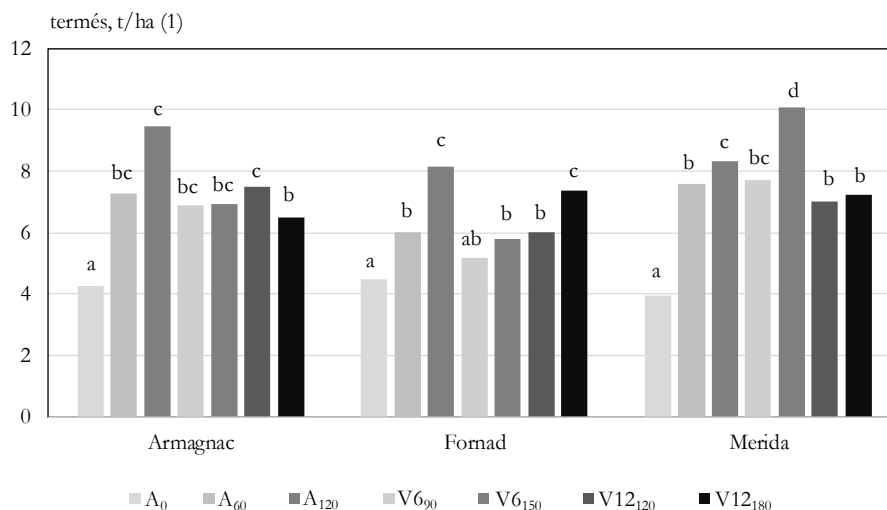 termés, t/ha (1)
12
10
8
6
4
2
0
a bc c bc bc c b
a b c ab b b c
a b c bc d b b
Armagnac Fornad Merida
A₀ A₆₀ A₁₂₀ V6₉₀ V6₁₅₀ V12₁₂₀ V12₁₈₀